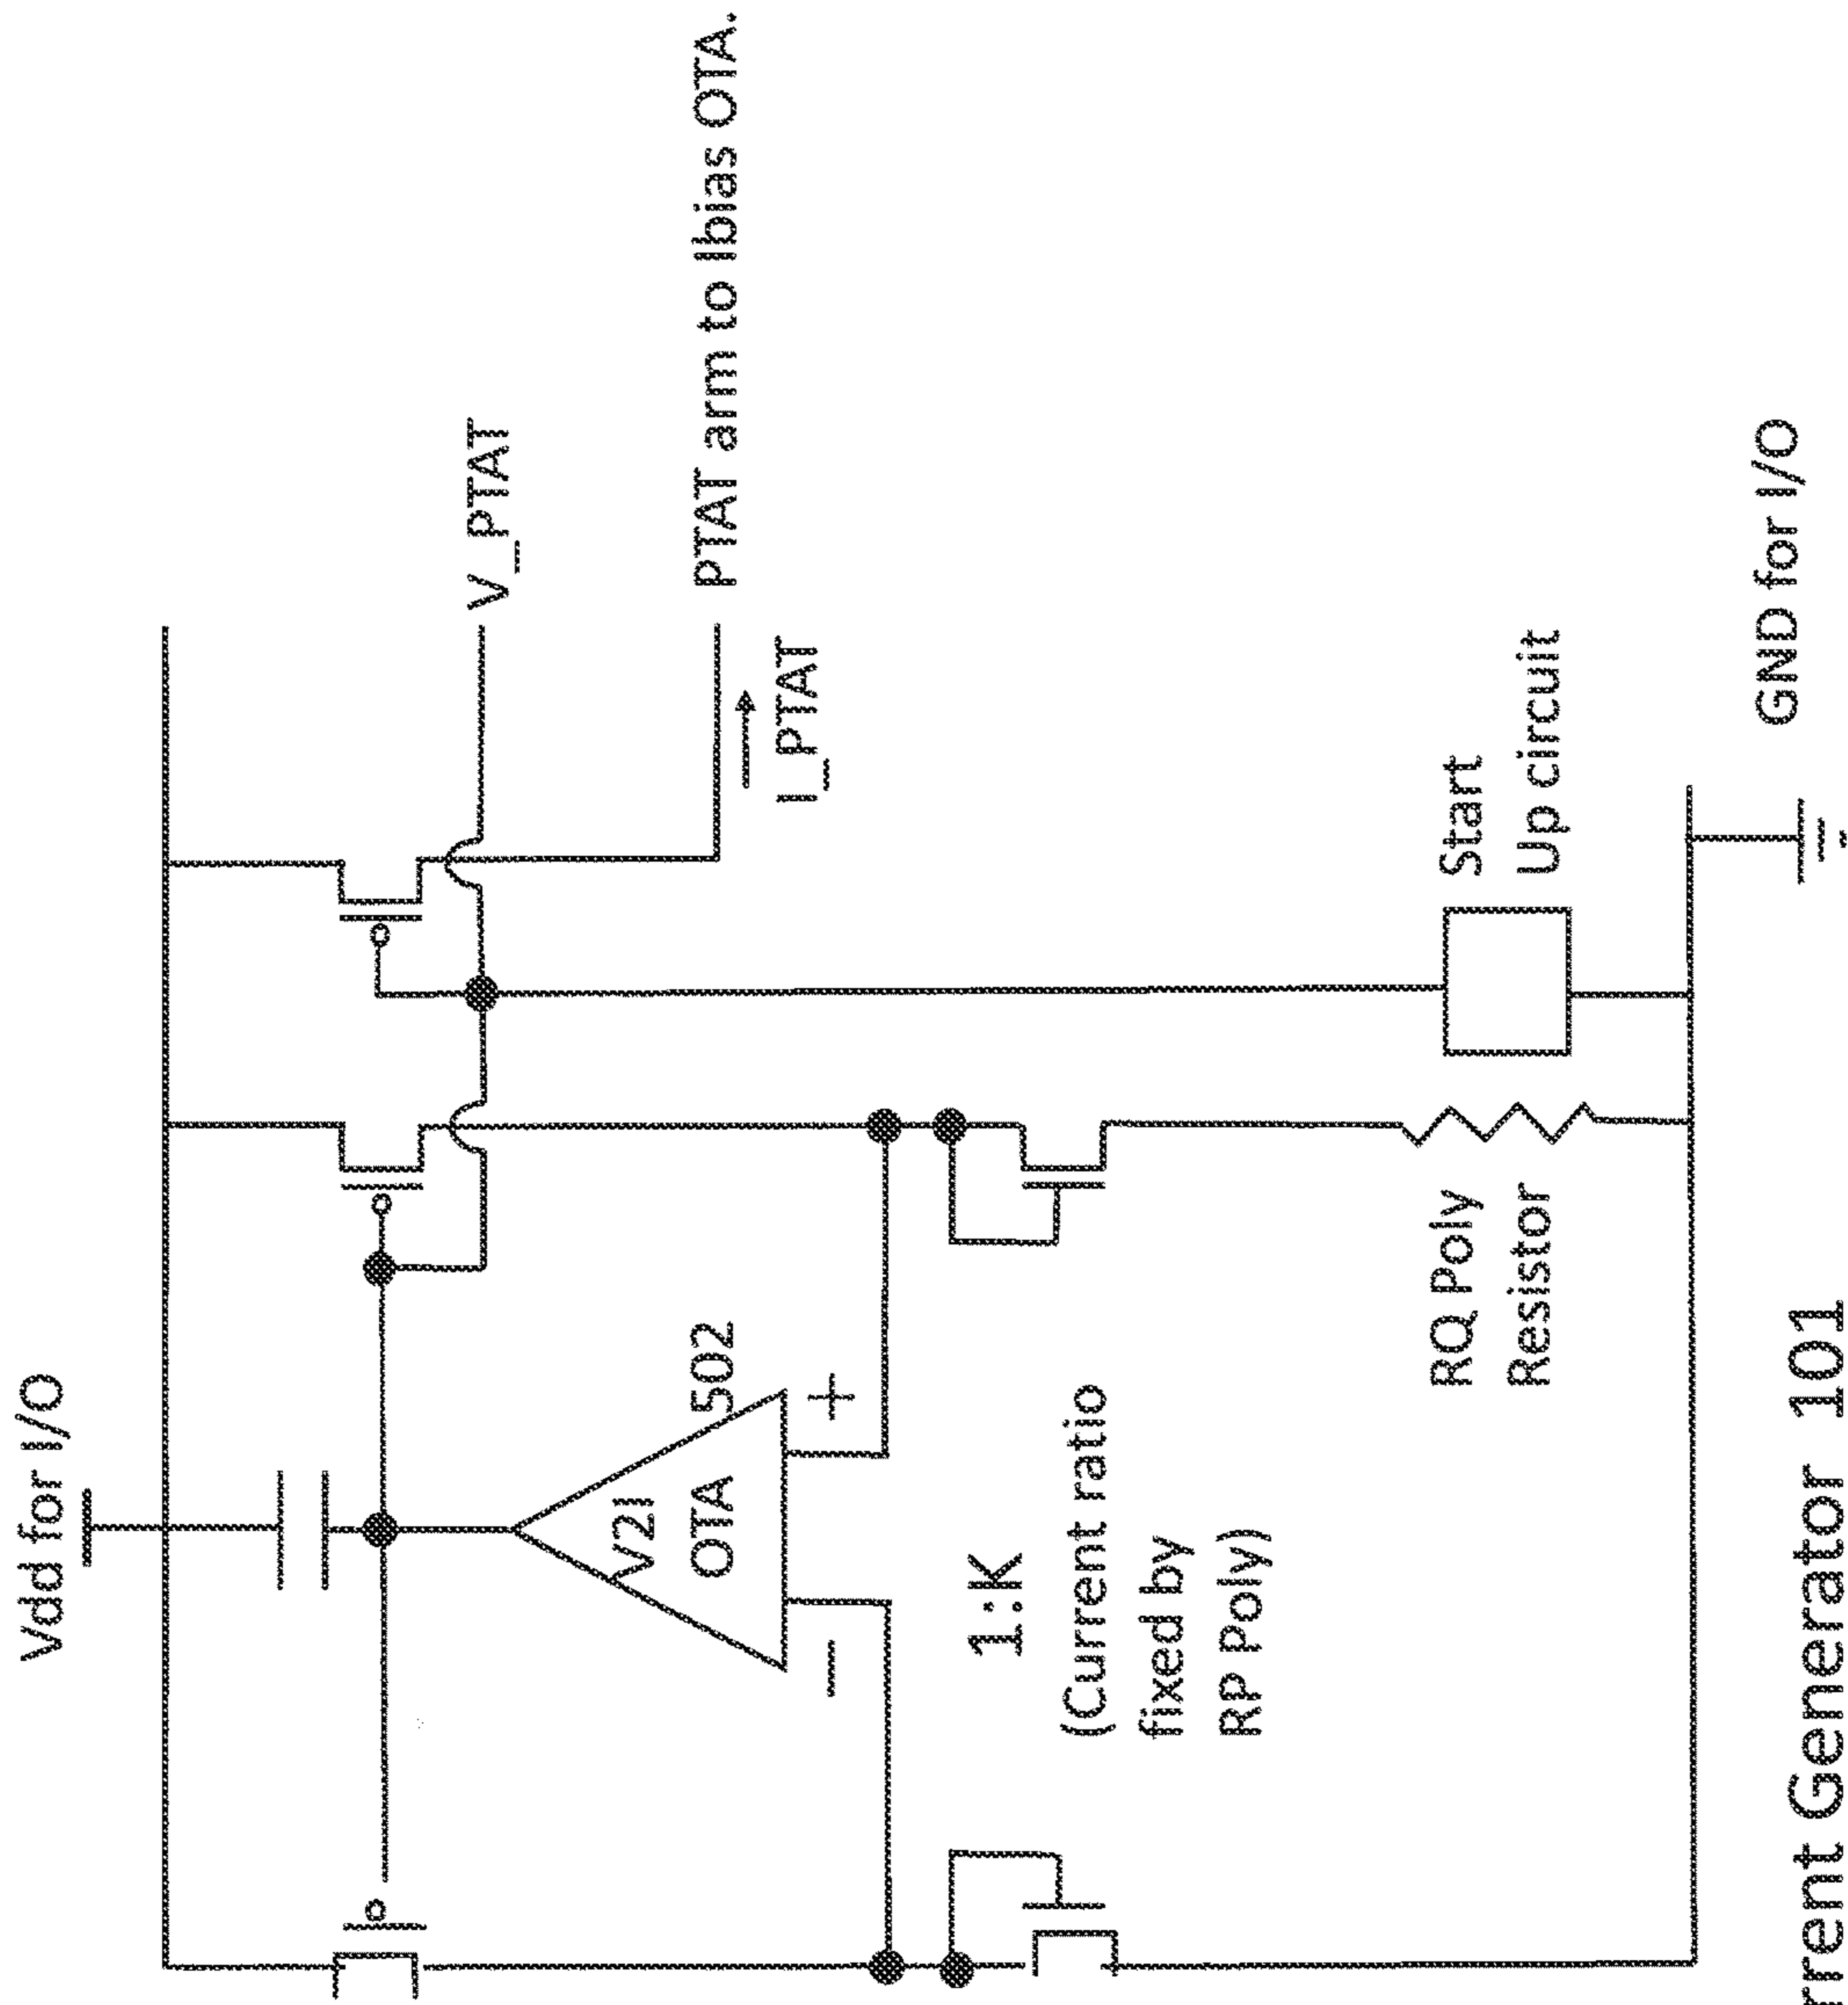 Vdd for I/O
V_PTAT
PTAT arm to Ibias OTA.
I_PTAT
V2I
OTA 502
—
+
1:K
(Current ratio
fixed by
RP Poly)
RQ Poly
Resistor
Start
Up circuit
GND for I/O
Generator 101